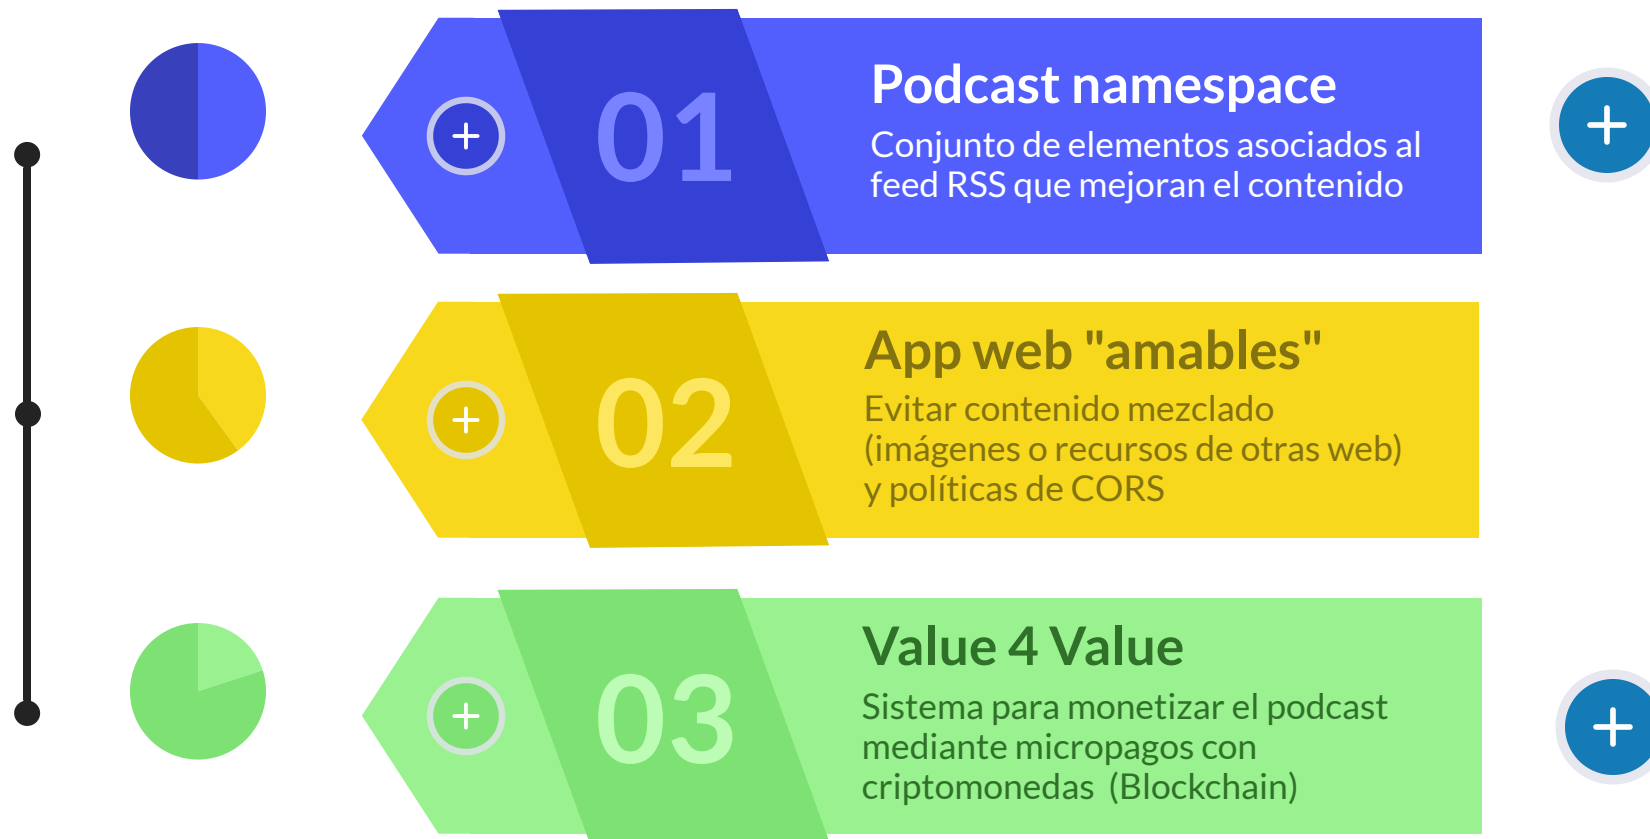 01
Podcast namespace
Conjunto de elementos asociados al
feed RSS que mejoran el contenido
02
App web "amables"
Evitar contenido mezclado
(imágenes o recursos de otras web)
y políticas de CORS
03
Value 4 Value
Sistema para monetizar el podcast
mediante micropagos con
criptomonedas  (Blockchain)